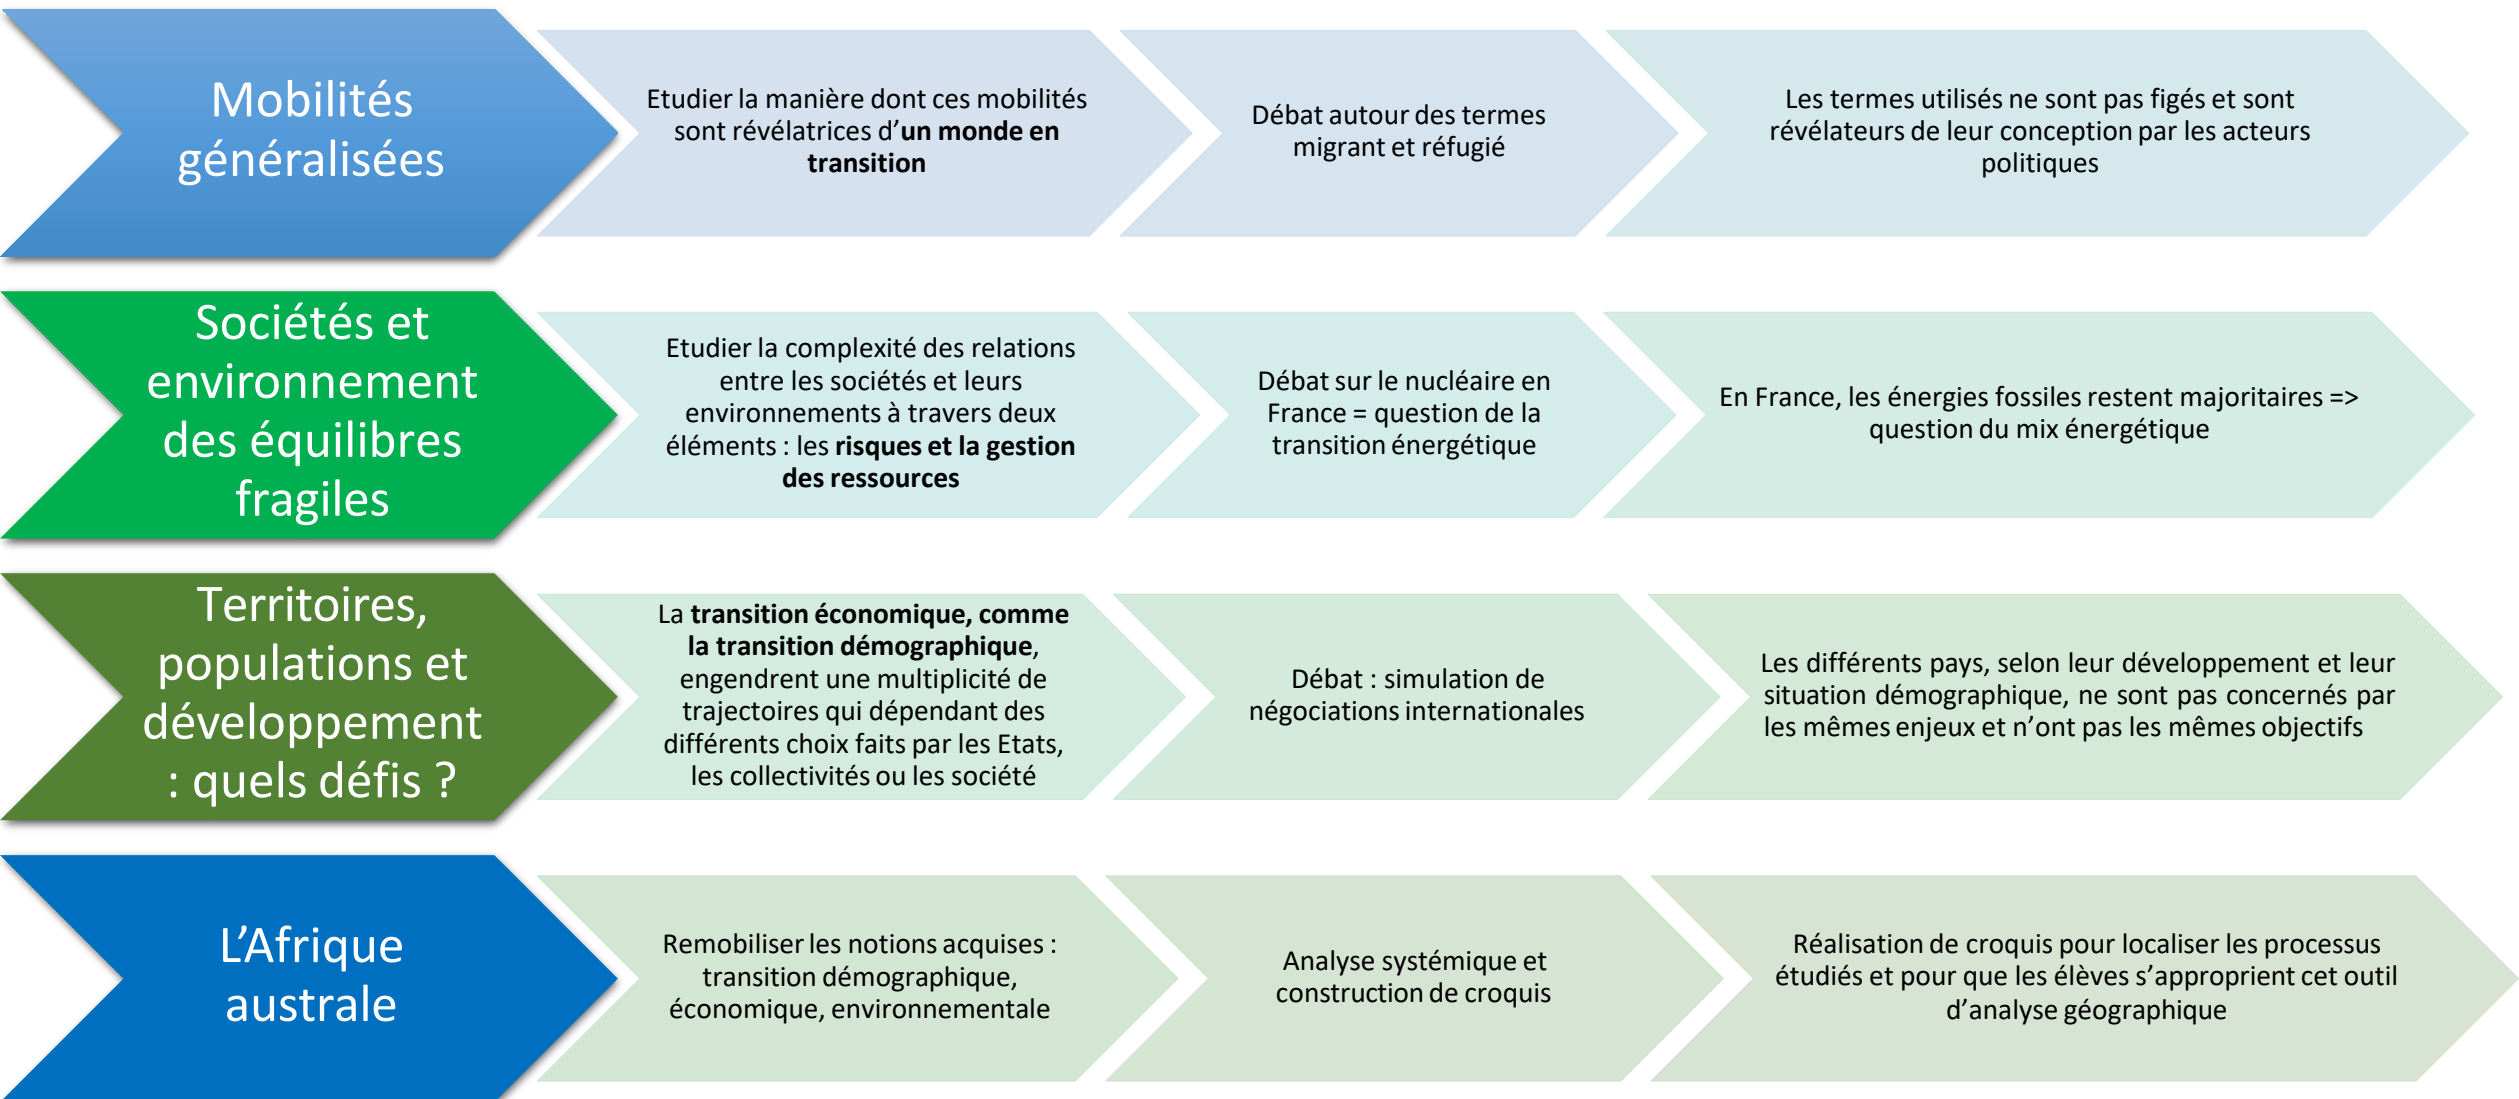 Mobilités
généralisées
Etudier la manière dont ces mobilités
sont révélatrices d’un monde en
transition
Débat autour des termes
migrant et réfugié
Les termes utilisés ne sont pas figés et sont
révélateurs de leur conception par les acteurs
politiques
Sociétés et
environnement
des équilibres
fragiles
Etudier la complexité des relations
entre les sociétés et leurs
environnements à travers deux
éléments : les risques et la gestion
des ressources
Débat sur le nucléaire en
France = question de la
transition énergétique
En France, les énergies fossiles restent majoritaires =>
question du mix énergétique
Territoires,
populations et
développement
: quels défis ?
La transition économique, comme
la transition démographique,
engendrent une multiplicité de
trajectoires qui dépendant des
différents choix faits par les Etats,
les collectivités ou les société
Débat : simulation de
négociations internationales
Les différents pays, selon leur développement et leur
situation démographique, ne sont pas concernés par
les mêmes enjeux et n’ont pas les mêmes objectifs
L’Afrique
australe
Remobiliser les notions acquises :
transition démographique,
économique, environnementale
Analyse systémique et
construction de croquis
Réalisation de croquis pour localiser les processus
étudiés et pour que les élèves s’approprient cet outil
d’analyse géographique